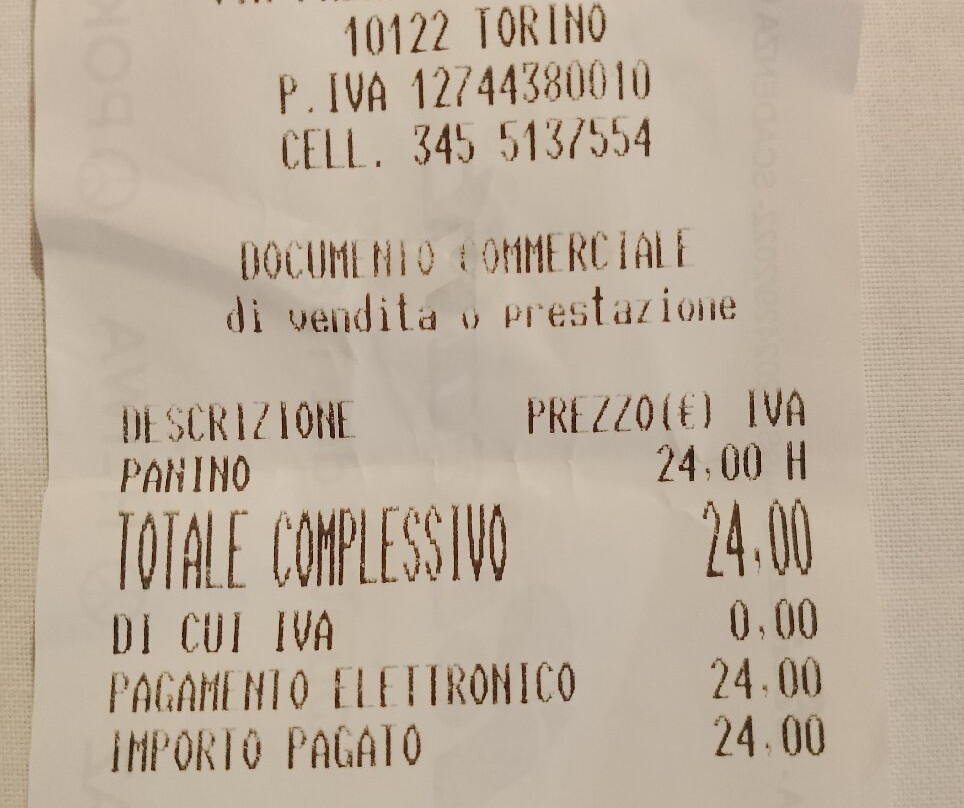 10122 TORINO
P.IVA 12744380010
CELL. 345 5137554
DOCUMENTO COMMERCIALE
di vendita o prestazione
DESCRIZIONE PREZZO(€) IVA
PANINO 24,00 H
TOTALE COMPLESSIVO 24,00
DI CUI IVA 0,00
PAGAMENTO ELETTRONICO 24,00
IMPORTO PAGATO 24,00